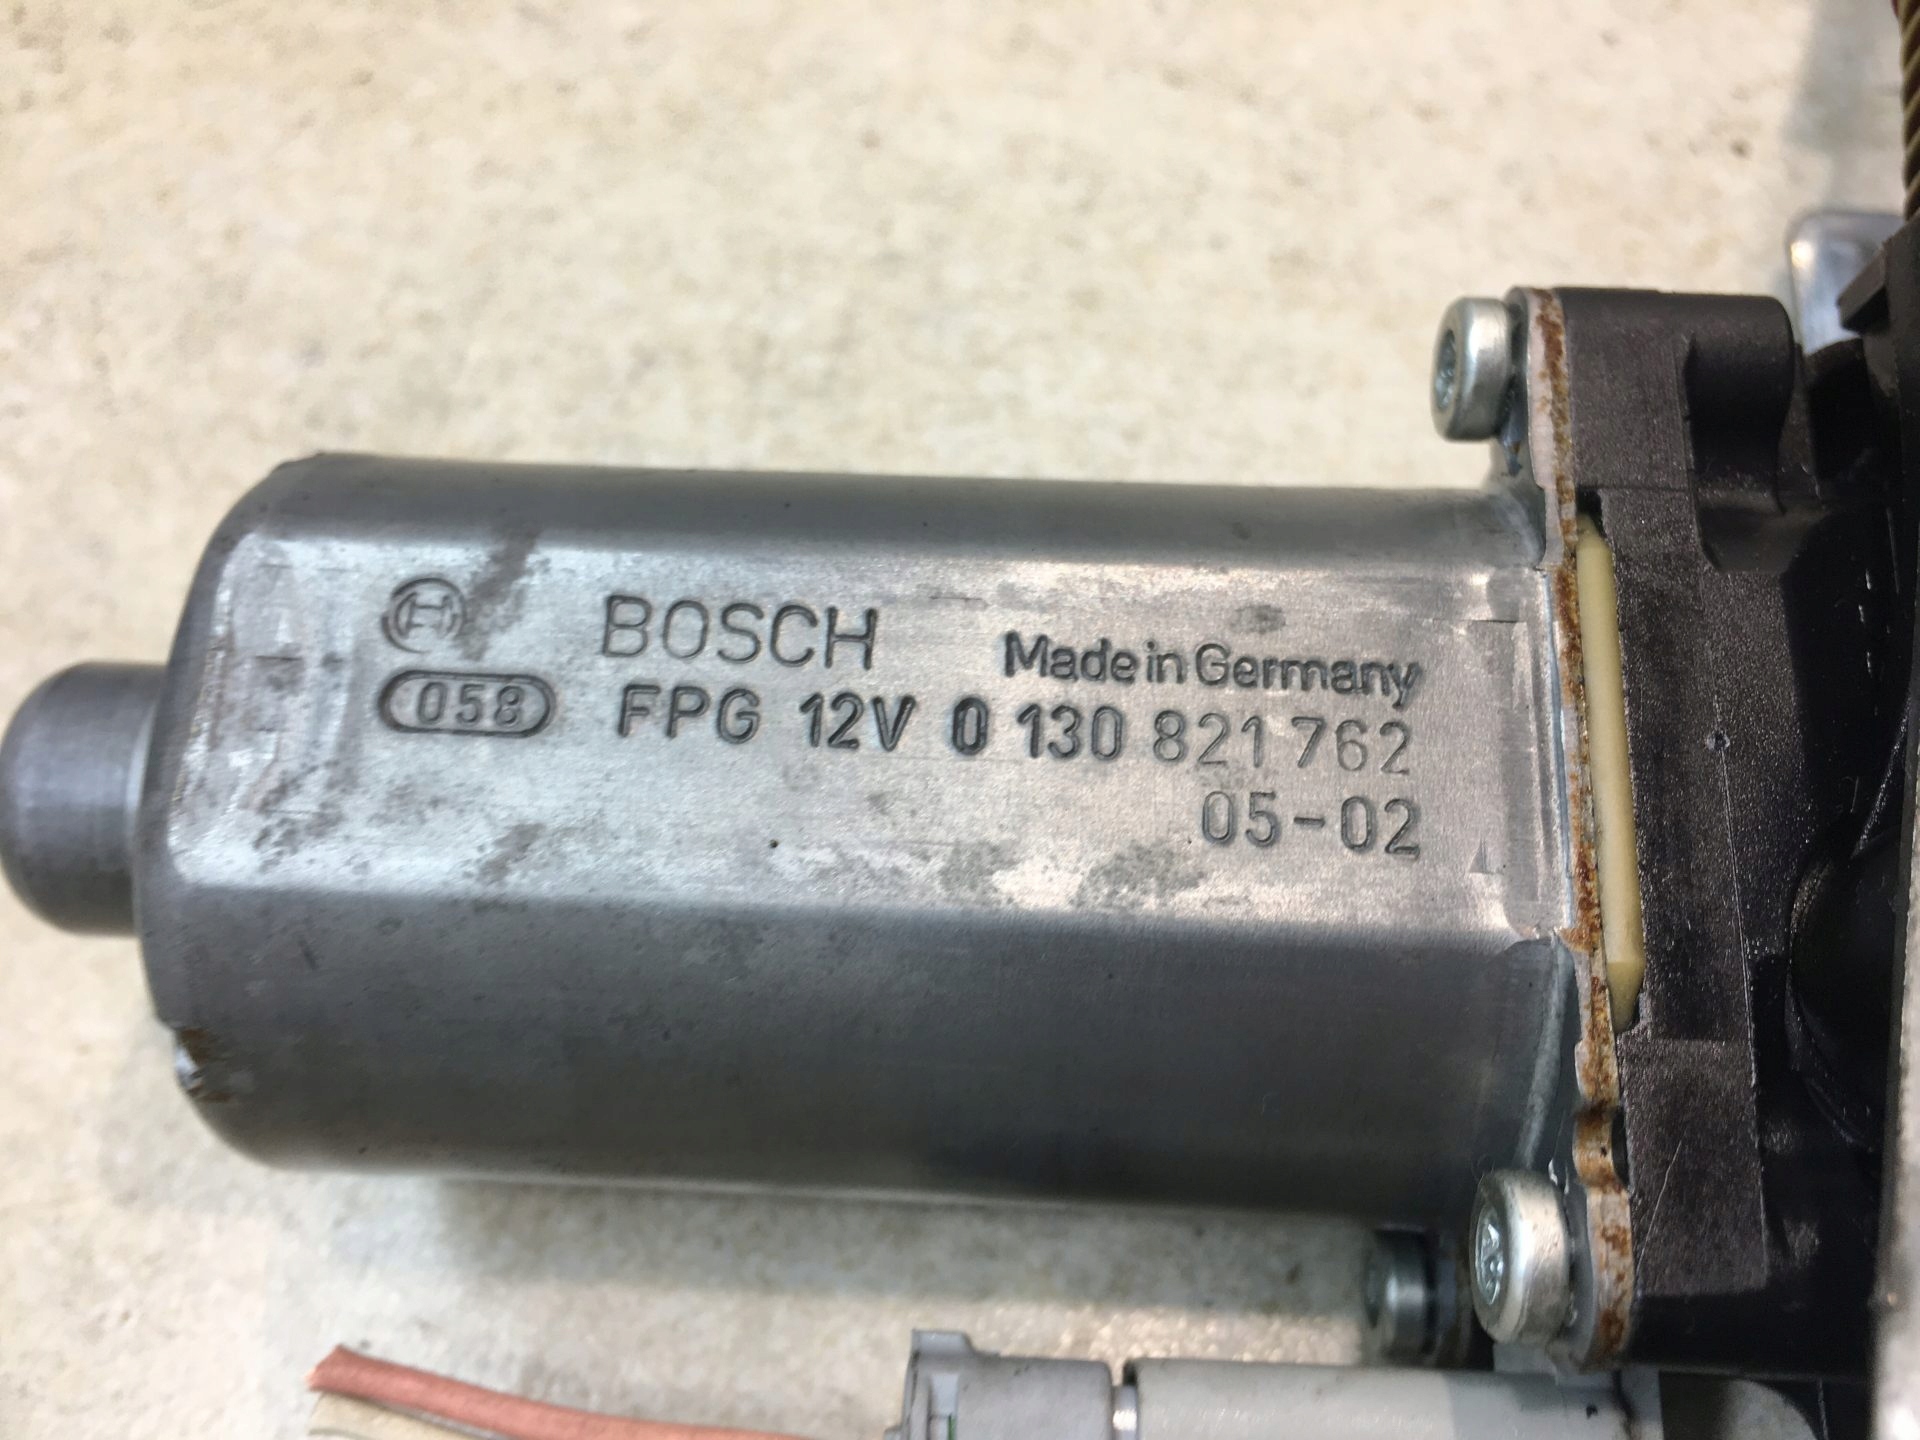 BOSCH Made in Germany
058 FPG 12V 0 130 821 762
05-02